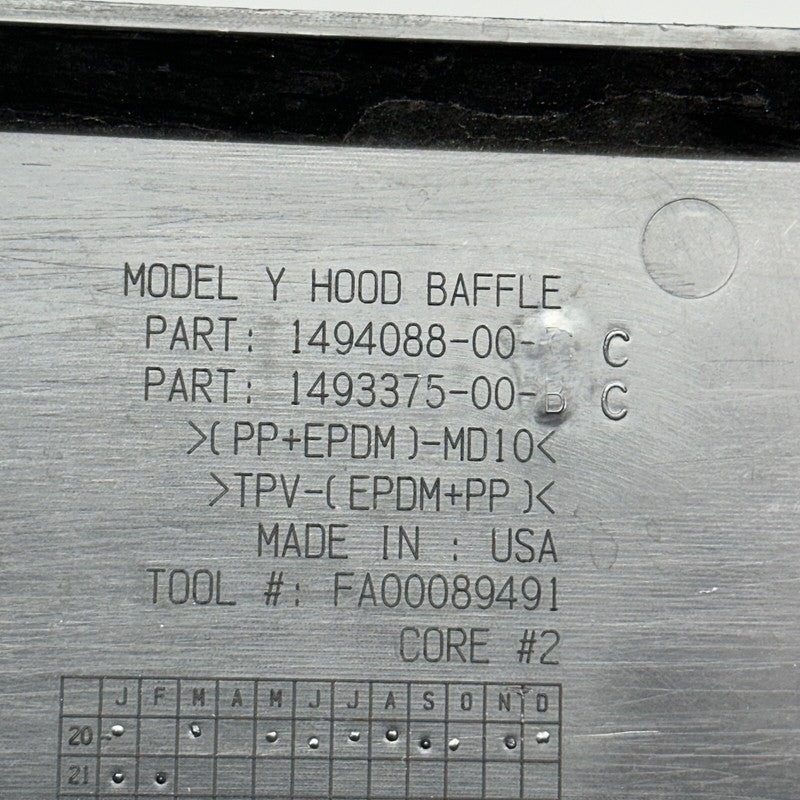 MODEL Y HOOD BAFFLE
PART: 1494088-00- C
PART: 1493375-00-B C
>(PP+EPDM)-MD10<
>TPV-(EPDM+PP)<
MADE IN : USA
TOOL #: FA00089491
CORE #2
J F M A M J J A S O N D
20
21